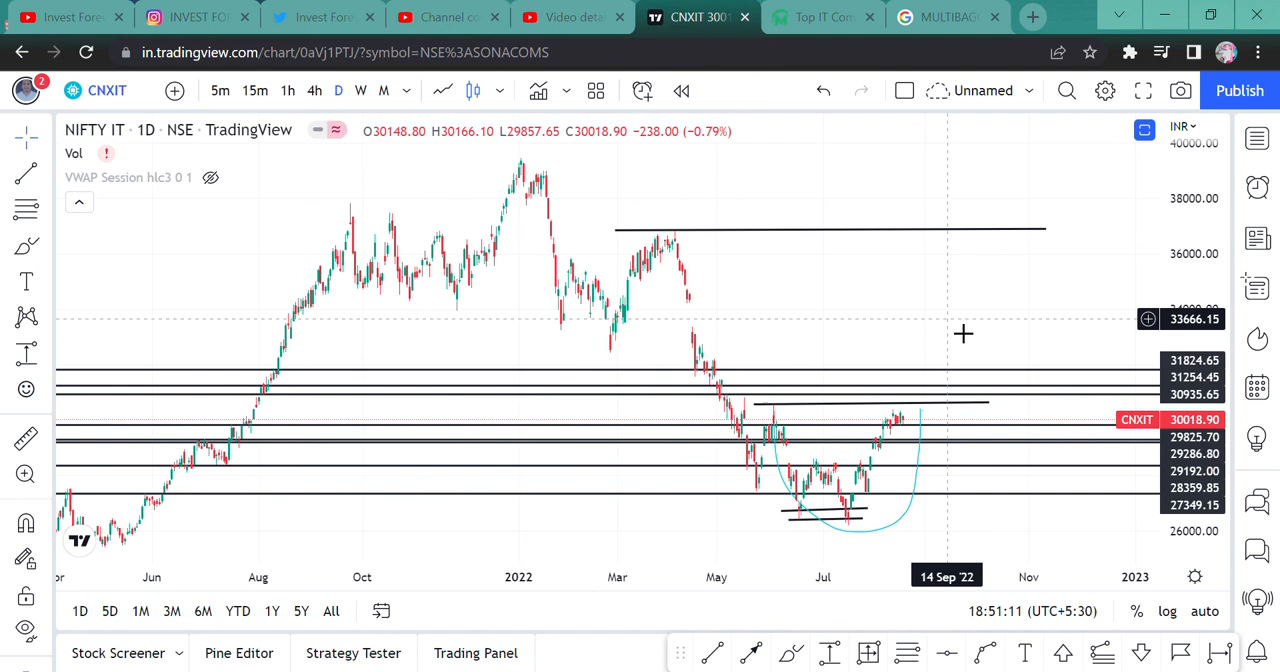 Invest Fore
INVEST FOR
Invest Fore
Channel co
Video detai
CNXIT 3001
Top IT Com
MULTIBAG
in.tradingview.com/chart/0aVj1PTJ/?symbol=NSE%3ASONACOMS
2
CNXIT
5m 15m 1h 4h D W M
Unnamed
Publish
NIFTY IT · 1D · NSE · TradingView
O30148.80 H30166.10 L29857.65 C30018.90 −238.00 (−0.79%)
INR
Vol
VWAP Session hlc3 0 1
40000.00
38000.00
36000.00
34000.00
33666.15
31824.65
31254.45
30935.65
CNXIT 30018.90
29825.70
29286.80
29192.00
28359.85
27349.15
26000.00
Jun Aug Oct 2022 Mar May Jul 14 Sep '22 Nov 2023
1D 5D 1M 3M 6M YTD 1Y 5Y All
18:51:11 (UTC+5:30) % log auto
Stock Screener Pine Editor Strategy Tester Trading Panel